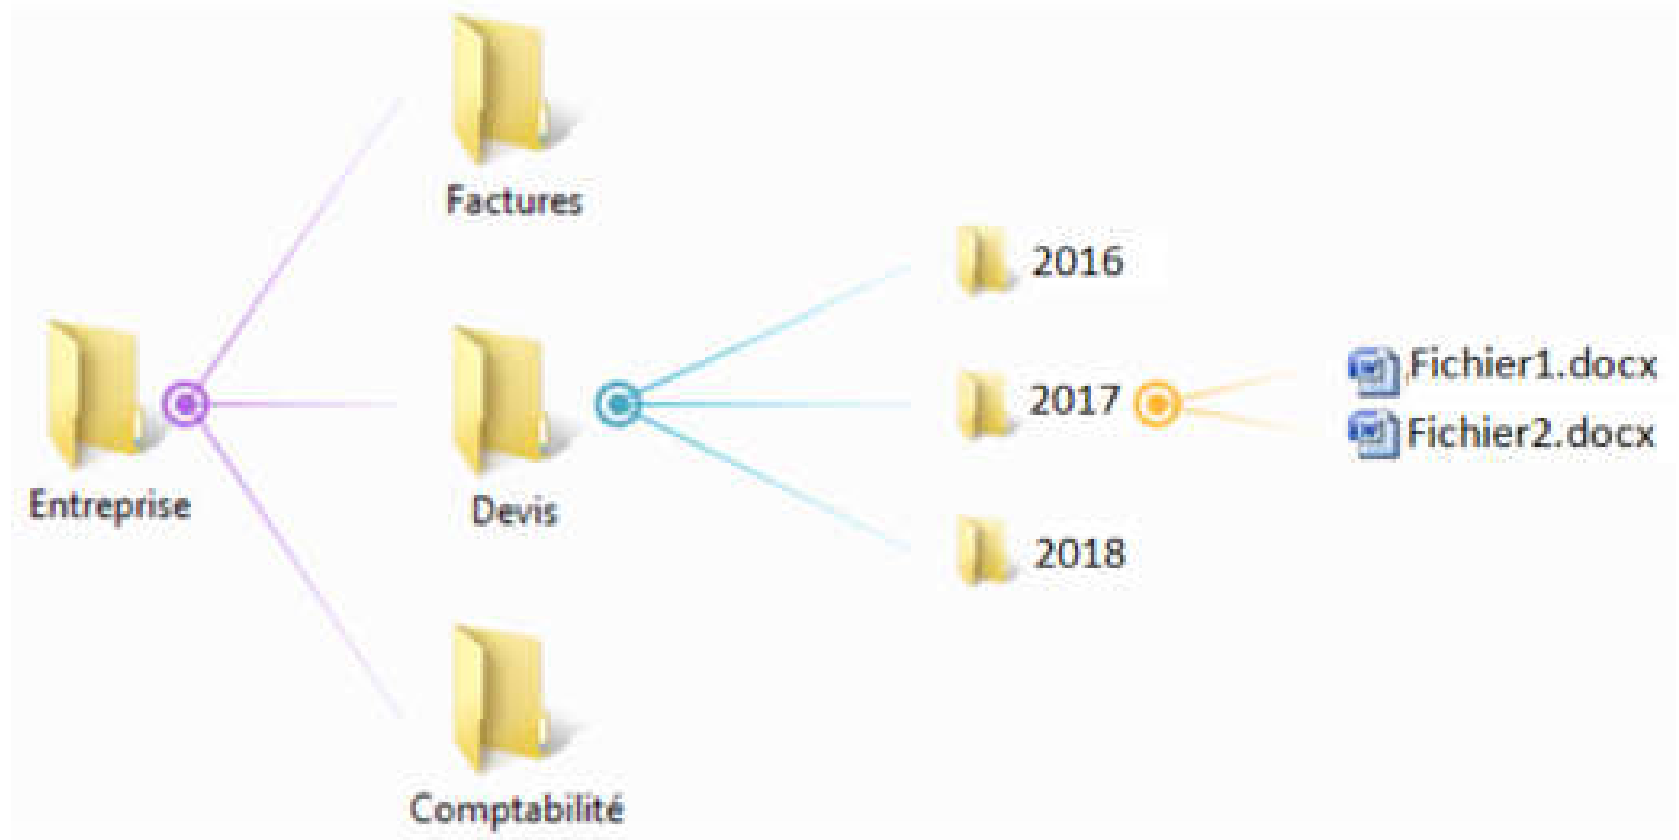 Factures
2016
Fichier1.docx
2017
Fichier2.docx
Entreprise
Devis
2018
Comptabilité